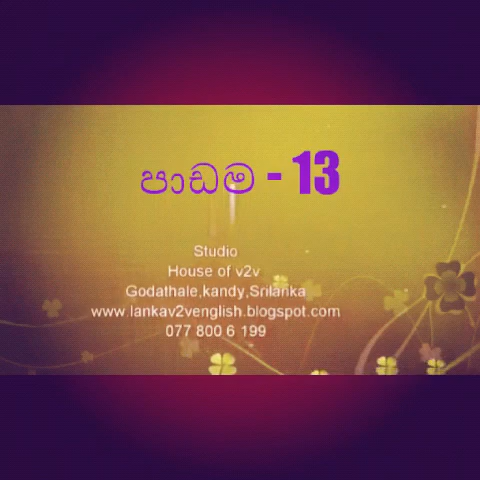 පාඩම - 13
Studio
House of v2v
Godathale,kandy,Srilanka
www.lankav2venglish.blogspot.com
077 800 6 199